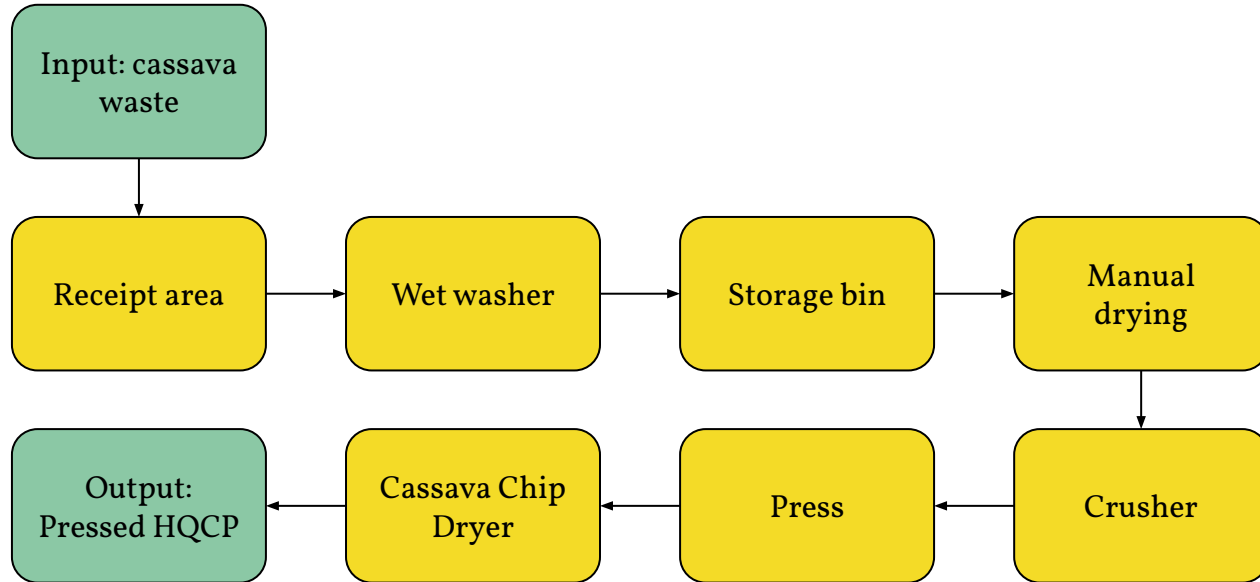 Input: cassava
waste
Receipt area
Wet washer
Storage bin
Manual
drying
Crusher
Press
Cassava Chip
Dryer
Output:
Pressed HQCP